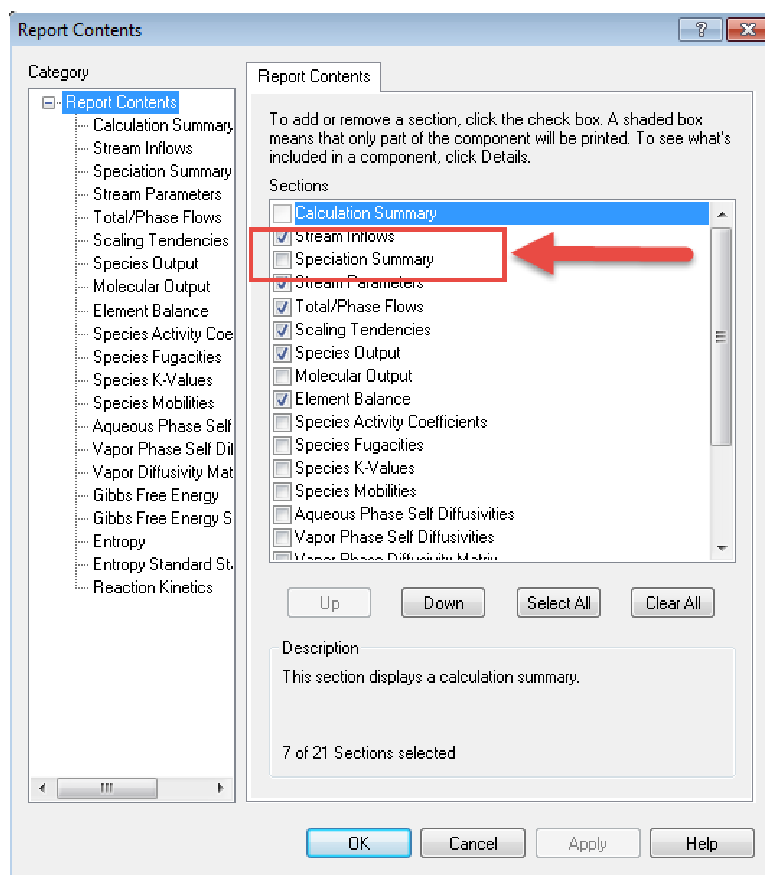 Report Contents
Category
Report Contents
Calculation Summary
Stream Inflows
Speciation Summary
Stream Parameters
Total/Phase Flows
Scaling Tendencies
Species Output
Molecular Output
Element Balance
Species Activity Coe
Species Fugacities
Species K-Values
Species Mobilities
Aqueous Phase Self
Vapor Phase Self Dif
Vapor Diffusivity Mat
Gibbs Free Energy
Gibbs Free Energy S
Entropy
Entropy Standard St
Reaction Kinetics
Report Contents
To add or remove a section, click the check box. A shaded box
means that only part of the component will be printed. To see what's
included in a component, click Details.
Sections
Calculation Summary
Stream Inflows
Speciation Summary
Stream Parameters
Total/Phase Flows
Scaling Tendencies
Species Output
Molecular Output
Element Balance
Species Activity Coefficients
Species Fugacities
Species K-Values
Species Mobilities
Aqueous Phase Self Diffusivities
Vapor Phase Self Diffusivities
Vapor Phase Diffusivity Matrix
Up
Down
Select All
Clear All
Description
This section displays a calculation summary.
7 of 21 Sections selected
OK
Cancel
Apply
Help